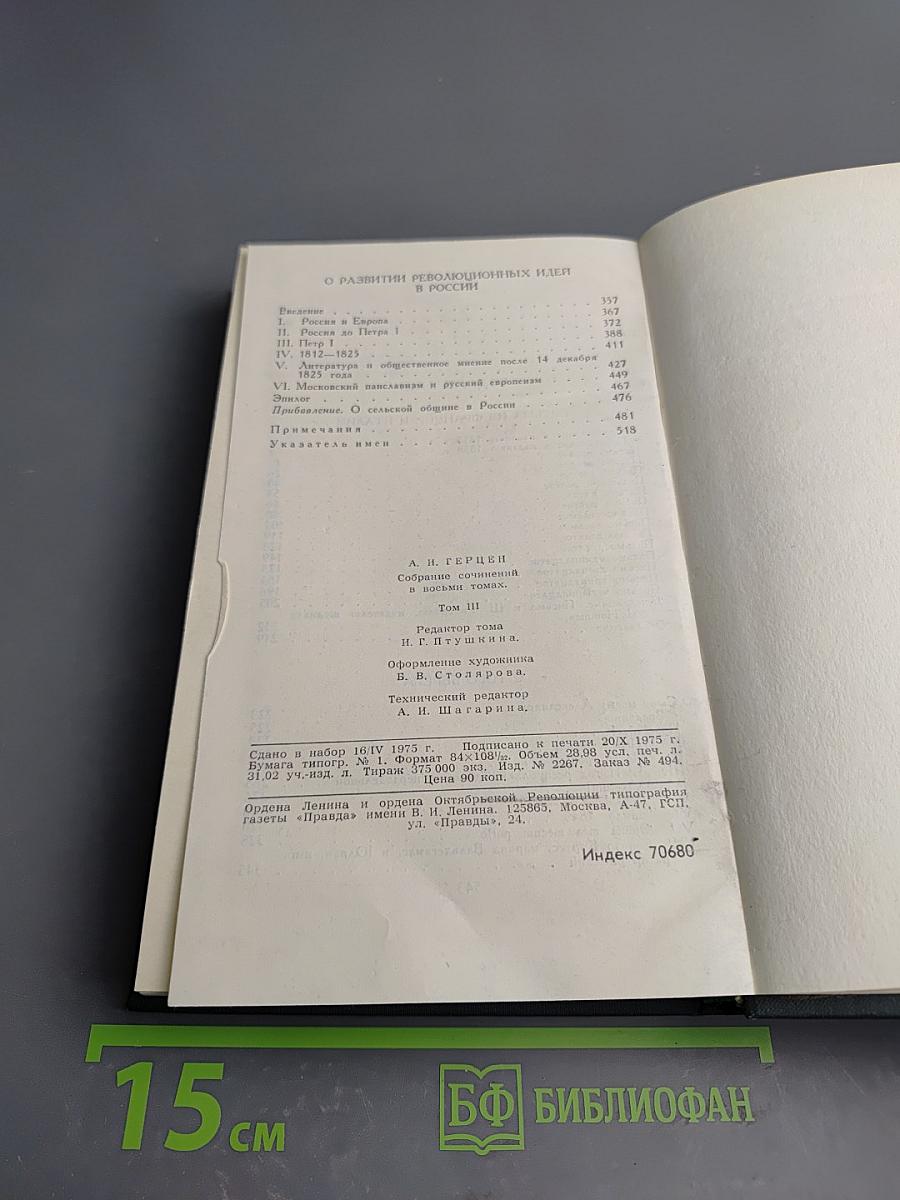 О РАЗВИТИИ РЕВОЛЮЦИОННЫХ ИДЕЙ
В РОССИИ
Введение . . . 357
I. Россия и Европа . . . 367
II. Россия до Петра I . . . 372
III. Петр I . . . 388
IV. 1812—1825 . . . 411
V. Литература и общественное мнение после 14 декабря
1825 года . . . 427
VI. Московский панславизм и русский европеизм . . . 449
Эпилог . . . 467
Прибавление. О сельской общине в России . . . 476
Примечания . . . 481
Указатель имен . . . 518
А. И. ГЕРЦЕН
Собрание сочинений
в восьми томах.
Том III
Редактор тома
И. Г. Птушкина.
Оформление художника
Б. В. Столярова.
Технический редактор
А. И. Шагарина.
Сдано в набор 16/IV 1975 г. Подписано к печати 20/X 1975 г.
Бумага типогр. № 1. Формат 84×108¹/₃₂. Объем 28,98 усл. печ. л.
31,02 уч.-изд. л. Тираж 375 000 экз. Изд. № 2267. Заказ № 494.
Цена 90 коп.
Ордена Ленина и ордена Октябрьской Революции типография
газеты «Правда» имени В. И. Ленина. 125865, Москва, А-47, ГСП,
ул. «Правды», 24.
Индекс 70680
15 см
БФ БИБЛИОФАН